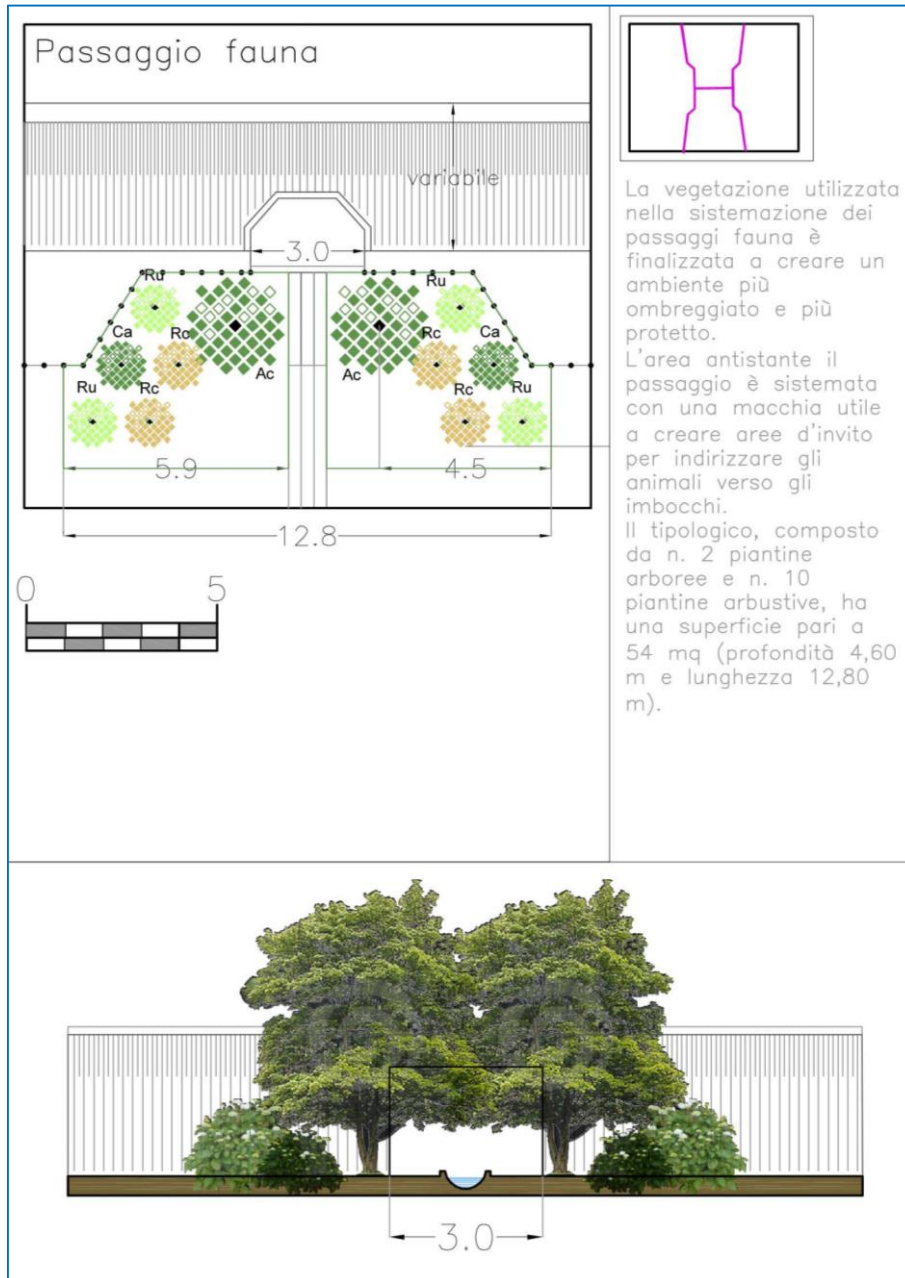 Passaggio fauna
variabile
3.0
Ru
Ru
Ca
Rc
Rc
Ca
Ac
Ac
Ru
Rc
Rc
Ru
5.9
4.5
12.8
0
5
La vegetazione utilizzata
nella sistemazione dei
passaggi fauna è
finalizzata a creare un
ambiente più
ombreggiato e più
protetto.
L'area antistante il
passaggio è sistemata
con una macchia utile
a creare aree d'invito
per indirizzare gli
animali verso gli
imbocchi.
Il tipologico, composto
da n. 2 piantine
arboree e n. 10
piantine arbustive, ha
una superficie pari a
54 mq (profondità 4,60
m e lunghezza 12,80
m).
3.0